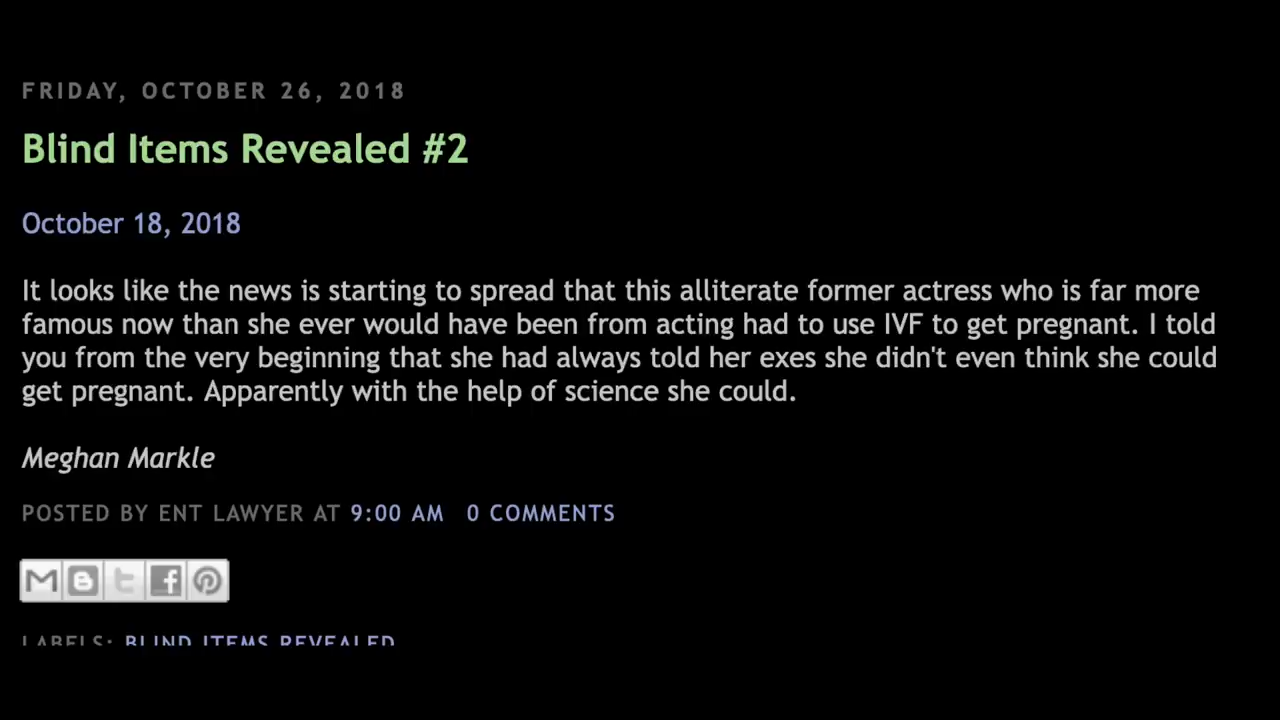 FRIDAY, OCTOBER 26, 2018
Blind Items Revealed #2
October 18, 2018
It looks like the news is starting to spread that this alliterate former actress who is far more
famous now than she ever would have been from acting had to use IVF to get pregnant. I told
you from the very beginning that she had always told her exes she didn't even think she could
get pregnant. Apparently with the help of science she could.
Meghan Markle
POSTED BY ENT LAWYER AT 9:00 AM 0 COMMENTS
LABELS: BLIND ITEMS REVEALED